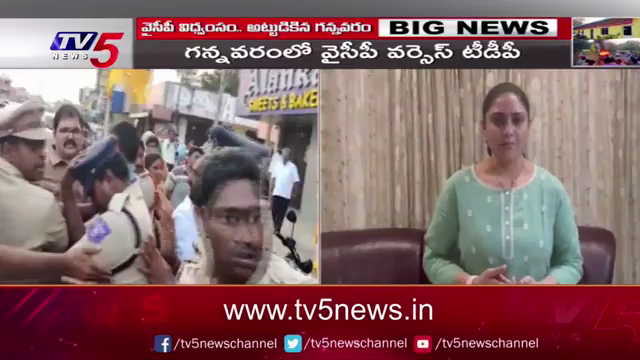 TV5
NEWS
వైసీపీ విధ్వంసం.. అట్టుడికిన గన్నవరం
BIG NEWS
గన్నవరంలో వైసీపీ వర్సెస్ టీడీపీ
SWEETS & BAKE
www.tv5news.in
/tv5newschannel
/tv5newschannel
/tv5newschannel